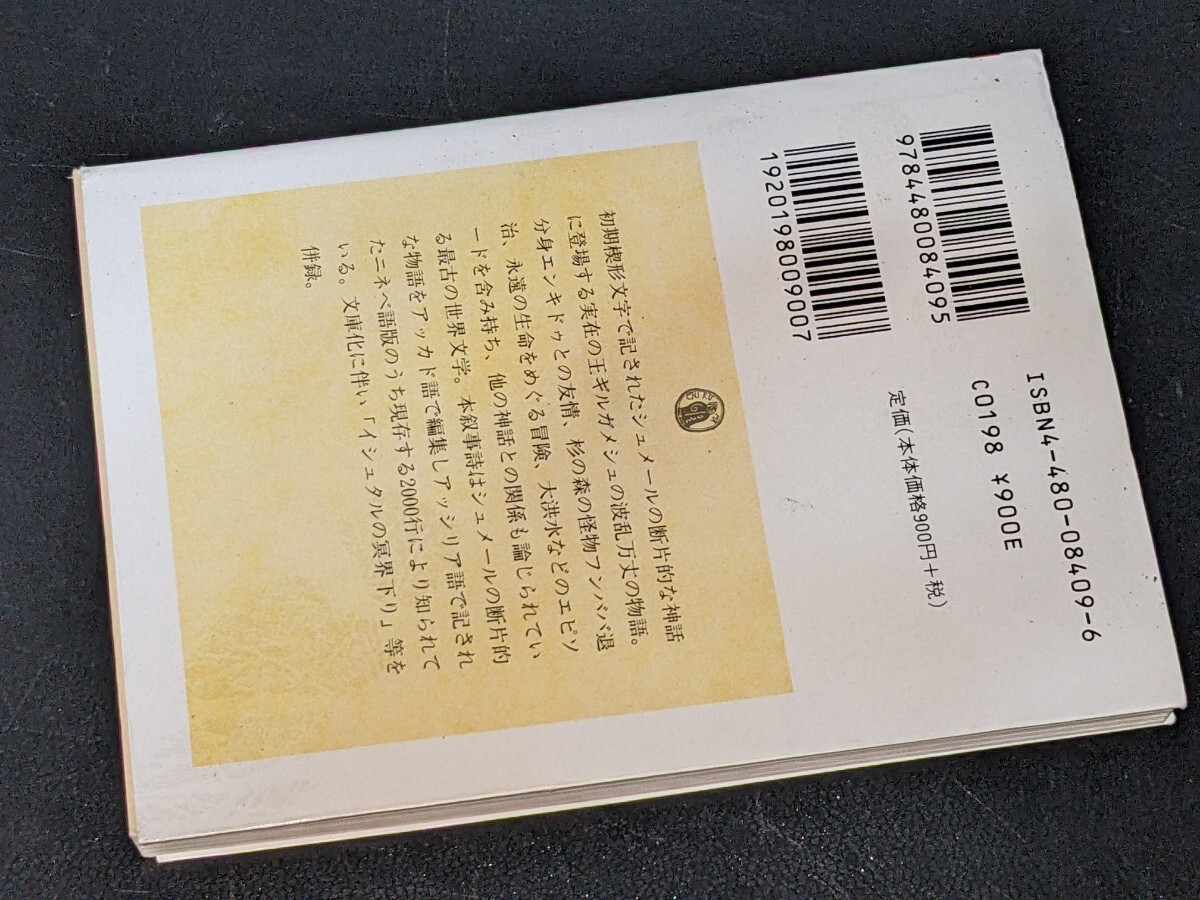 9784480084095
1920198009007
ISBN4-480-08409-6
C0198 ¥900E
定価(本体価格900円+税)
初期楔形文字で記されたシュメールの断片的な神話
に登場する実在の王ギルガメシュの波乱万丈の物語。
分身エンキドゥとの友情、杉の森の怪物フンババ退
治、永遠の生命をめぐる冒険、大洪水などのエピソ
ードを含み持ち、他の神話との関係も論じられてい
る最古の世界文学。本叙事詩はシュメールの断片的
な物語をアッカド語で編集しアッシリア語で記され
たニネベ語版のうち現存する2000行により知られて
いる。文庫化に伴い「イシュタルの冥界下り」等を
併録。